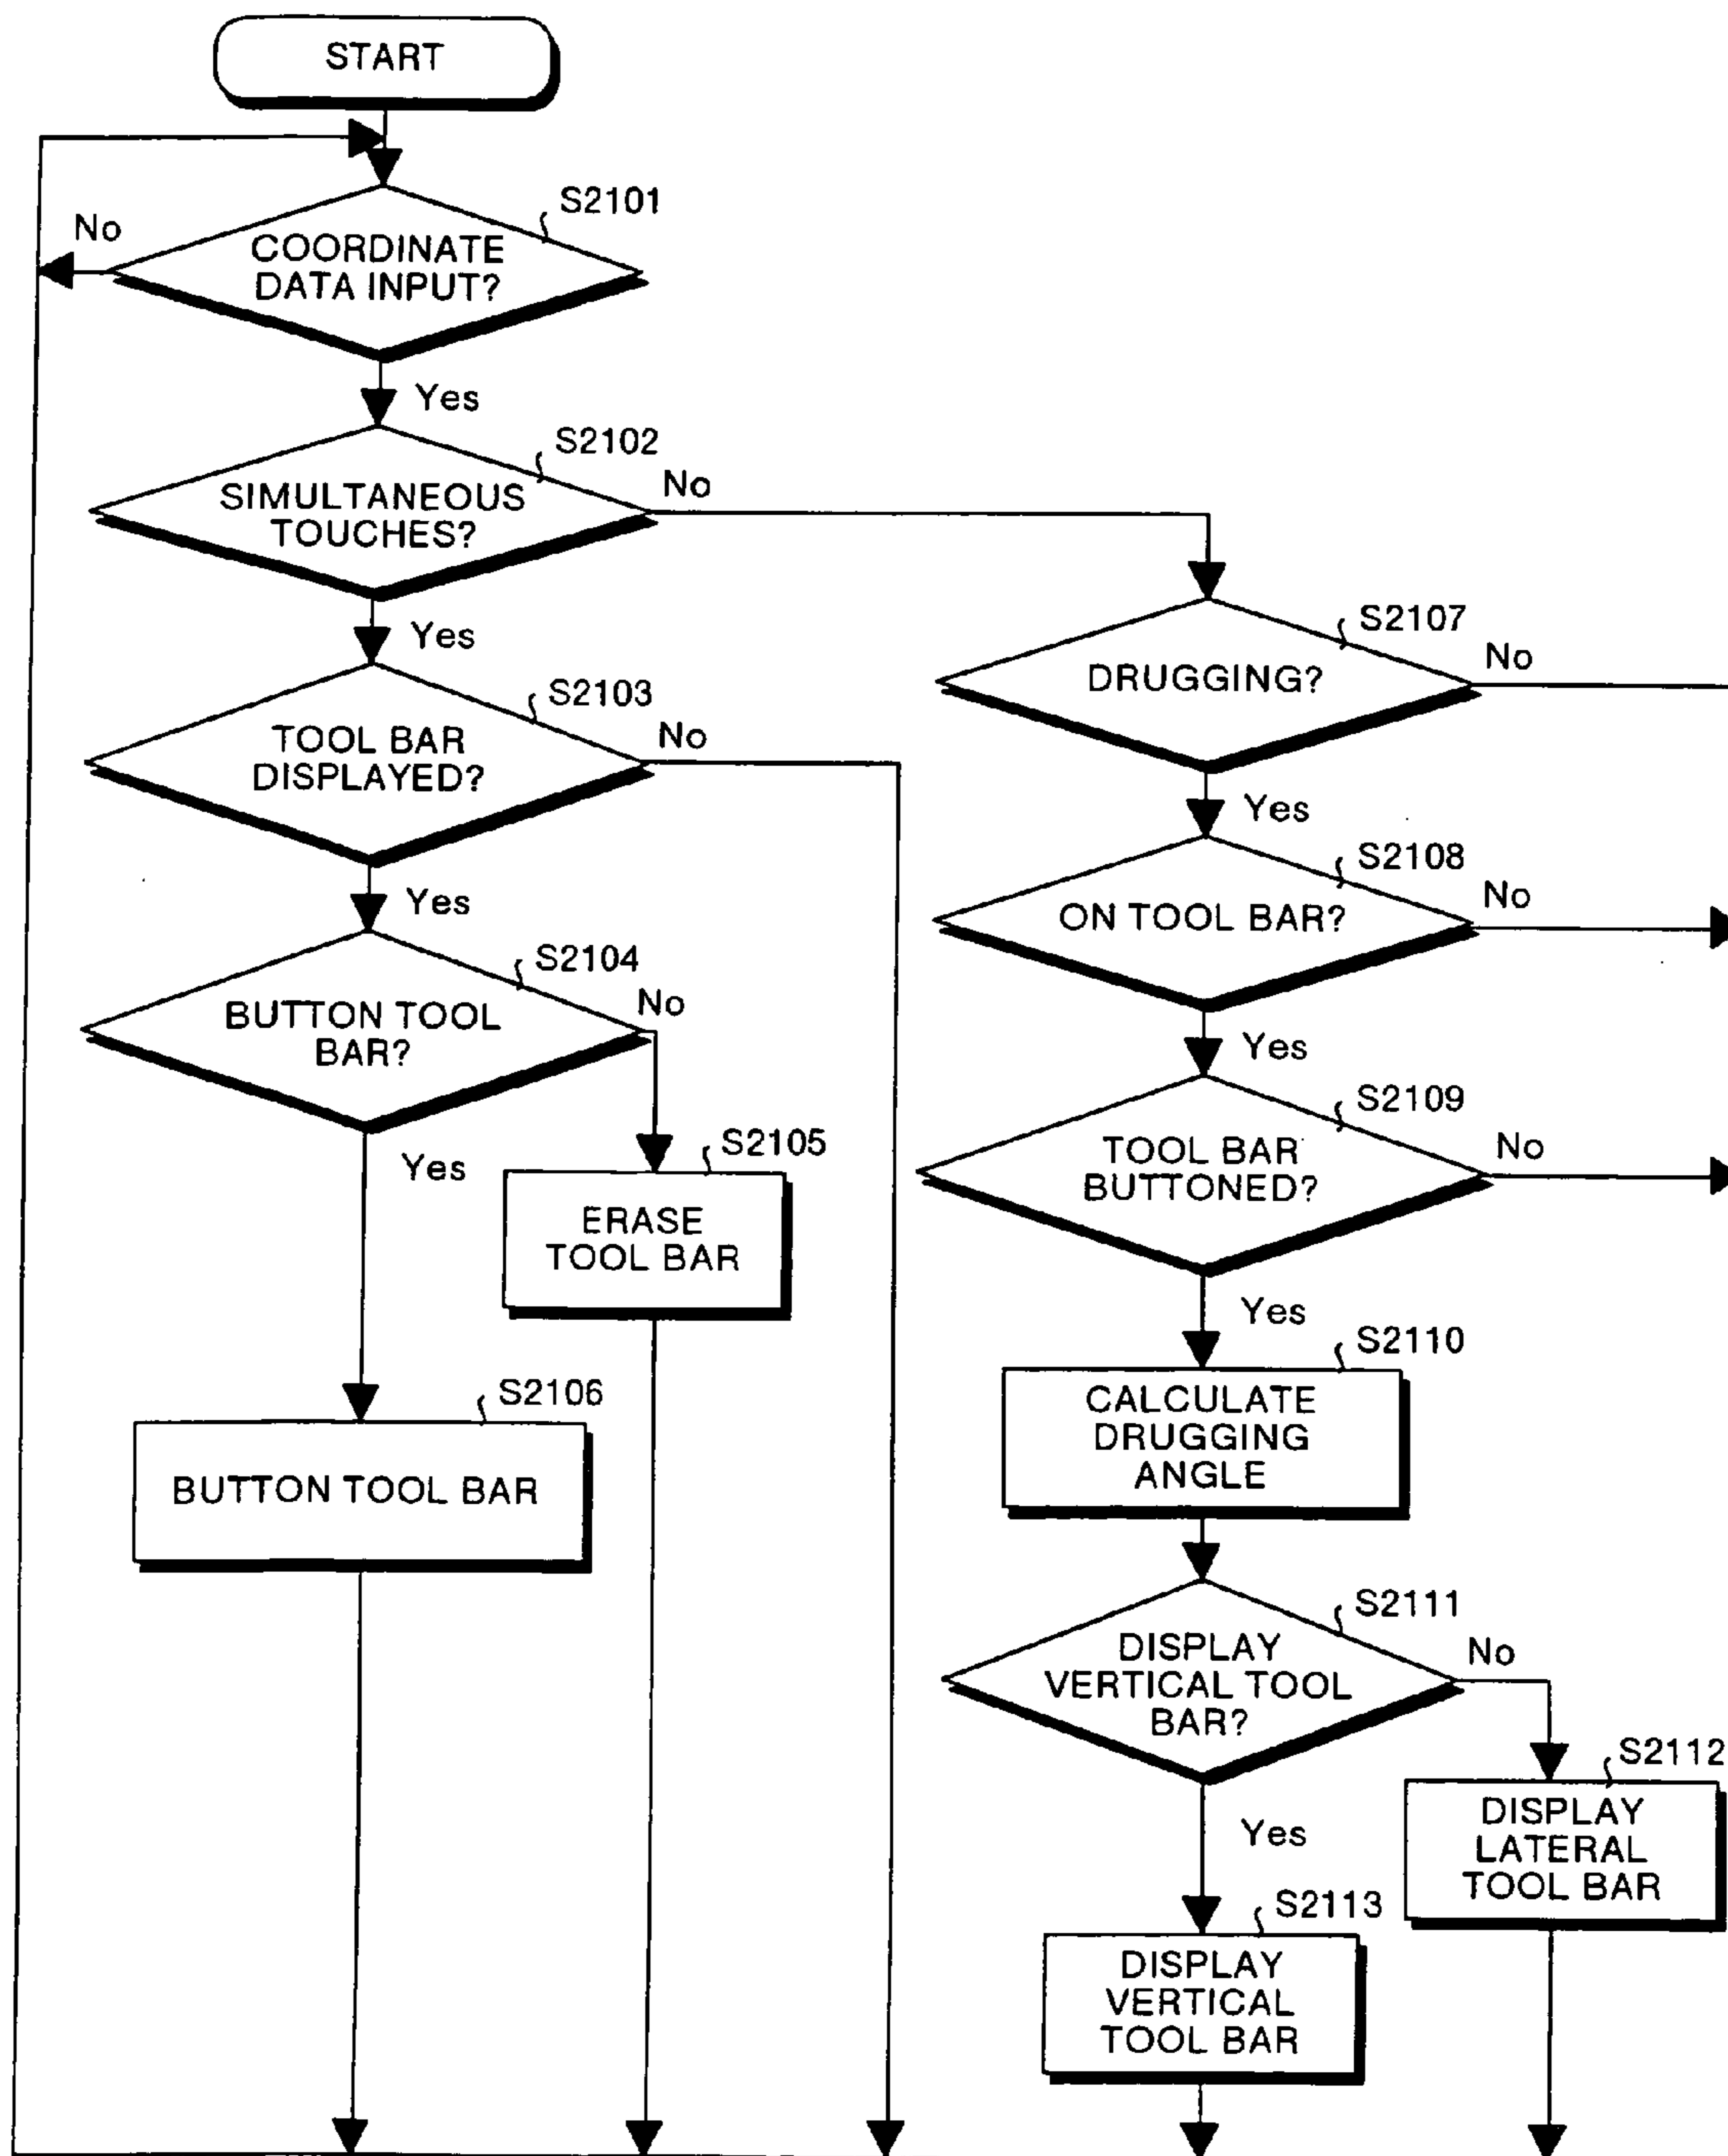 START
S2101
No
COORDINATE
DATA INPUT?
Yes
S2102
No
SIMULTANEOUS
TOUCHES?
Yes
S2103
No
TOOL BAR
DISPLAYED?
Yes
S2104
No
BUTTON TOOL
BAR?
Yes
S2105
ERASE
TOOL BAR
S2106
BUTTON TOOL BAR
S2107
No
DRUGGING?
Yes
S2108
No
ON TOOL BAR?
Yes
S2109
No
TOOL BAR
BUTTONED?
Yes
S2110
CALCULATE
DRUGGING
ANGLE
S2111
No
DISPLAY
VERTICAL TOOL
BAR?
Yes
S2112
DISPLAY
LATERAL
TOOL BAR
S2113
DISPLAY
VERTICAL
TOOL BAR